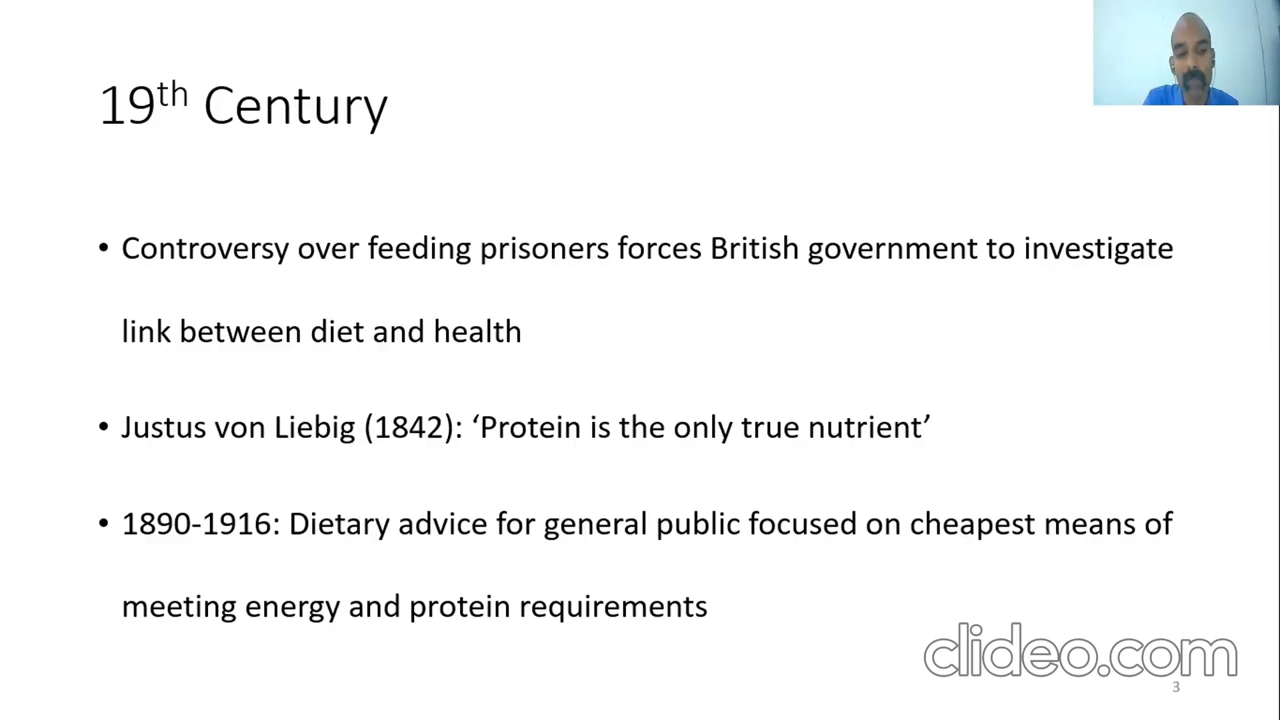 19th Century
• Controversy over feeding prisoners forces British government to investigate
link between diet and health
• Justus von Liebig (1842): ‘Protein is the only true nutrient’
• 1890-1916: Dietary advice for general public focused on cheapest means of
meeting energy and protein requirements
clideo.com
3